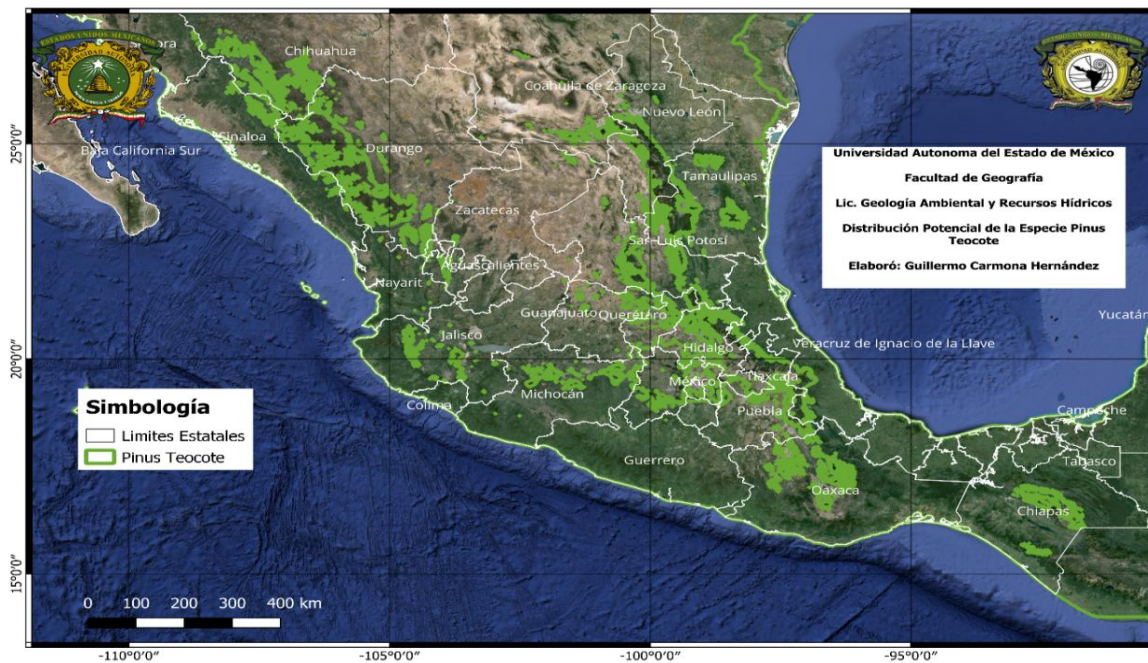 Sonora
Chihuahua
Coahuila de Zaragoza
Nuevo León
Sinaloa
Baja California Sur
Durango
Tamaulipas
Zacatecas
San Luis Potosí
Aguascalientes
Nayarit
Guanajuato
Querétaro
Jalisco
Hidalgo
Veracruz de Ignacio de la Llave
Yucatán
México
Tlaxcala
Colima
Michocán
Puebla
Campeche
Guerrero
Tabasco
Oaxaca
Chiapas
Universidad Autonoma del Estado de México
Facultad de Geografía
Lic. Geología Ambiental y Recursos Hídricos
Distribución Potencial de la Especie Pinus
Teocote
Elaboró: Guillermo Carmona Hernández
Simbología
Limites Estatales
Pinus Teocote
0 100 200 300 400 km
25°0'0"
20°0'0"
15°0'0"
-110°0'0" -105°0'0" -100°0'0" -95°0'0"